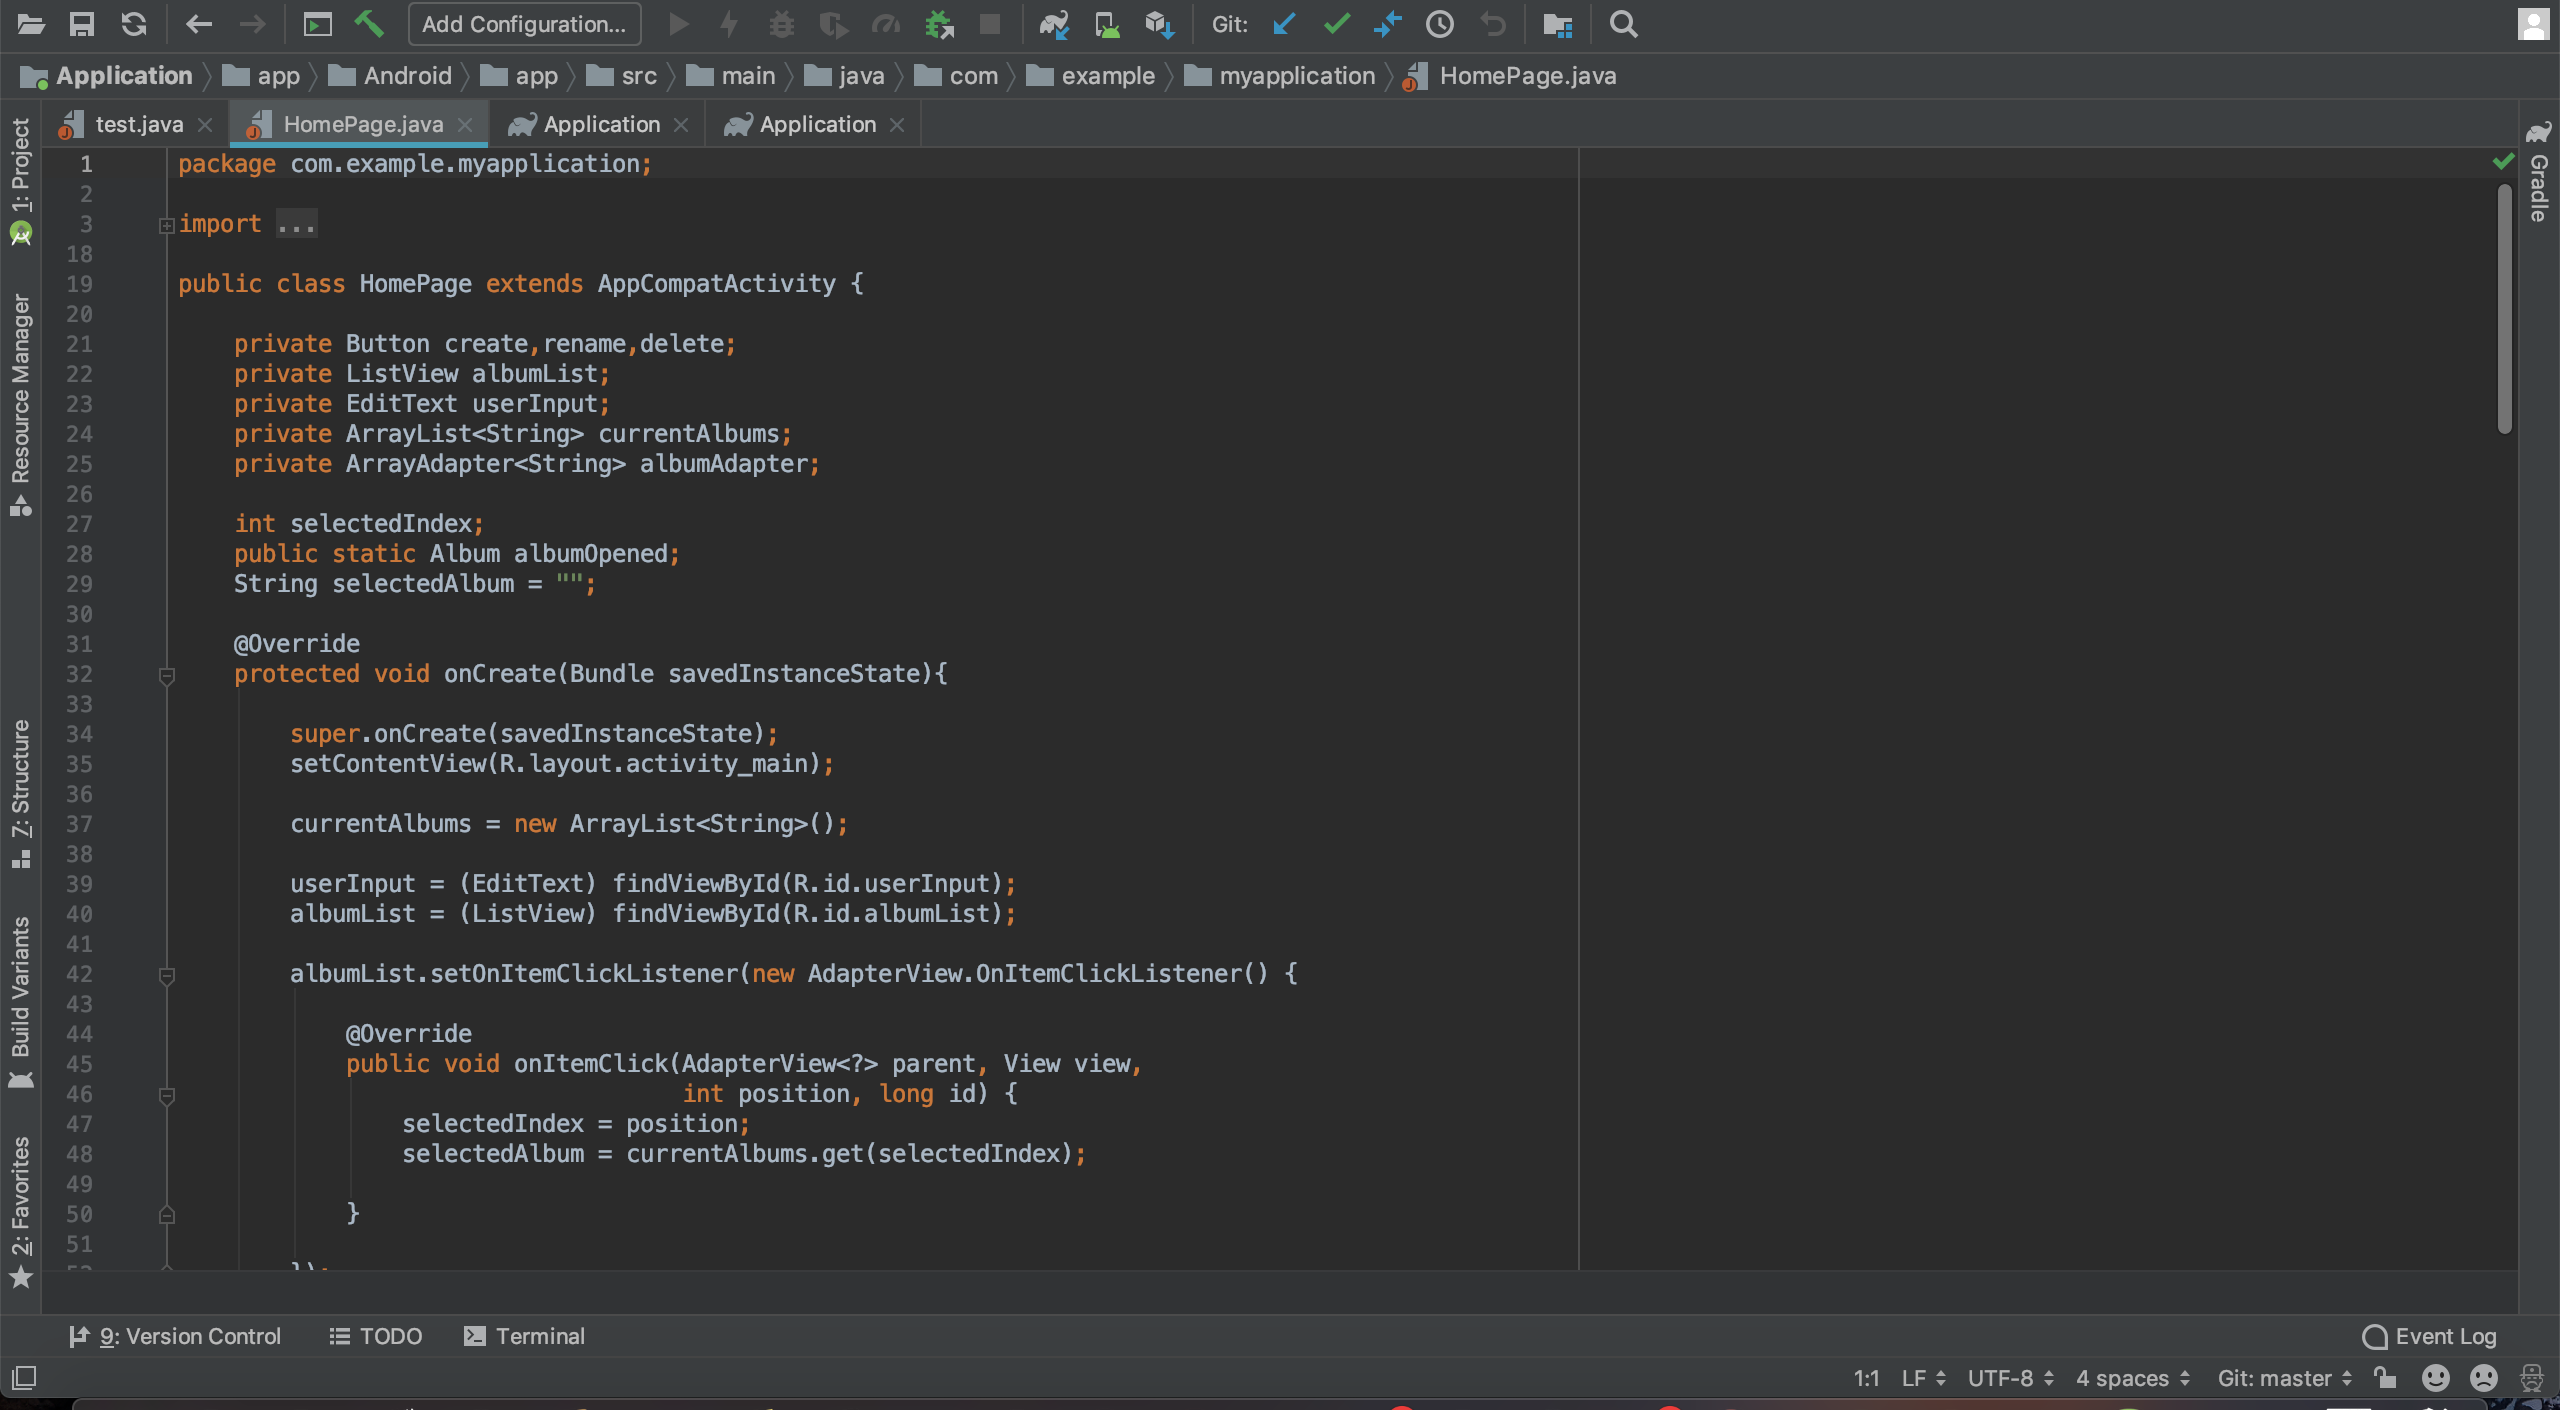 Add Configuration... Git:
Application app Android app src main java com example myapplication HomePage.java
test.java HomePage.java Application Application
1: Project
Resource Manager
7: Structure
Build Variants
2: Favorites
Gradle
1 package com.example.myapplication;
2
3 import ...
18
19 public class HomePage extends AppCompatActivity {
20
21 private Button create,rename,delete;
22 private ListView albumList;
23 private EditText userInput;
24 private ArrayList<String> currentAlbums;
25 private ArrayAdapter<String> albumAdapter;
26
27 int selectedIndex;
28 public static Album albumOpened;
29 String selectedAlbum = "";
30
31 @Override
32 protected void onCreate(Bundle savedInstanceState){
33
34 super.onCreate(savedInstanceState);
35 setContentView(R.layout.activity_main);
36
37 currentAlbums = new ArrayList<String>();
38
39 userInput = (EditText) findViewById(R.id.userInput);
40 albumList = (ListView) findViewById(R.id.albumList);
41
42 albumList.setOnItemClickListener(new AdapterView.OnItemClickListener() {
43
44 @Override
45 public void onItemClick(AdapterView<?> parent, View view,
46 int position, long id) {
47 selectedIndex = position;
48 selectedAlbum = currentAlbums.get(selectedIndex);
49
50 }
51
9: Version Control TODO Terminal Event Log
1:1 LF UTF-8 4 spaces Git: master